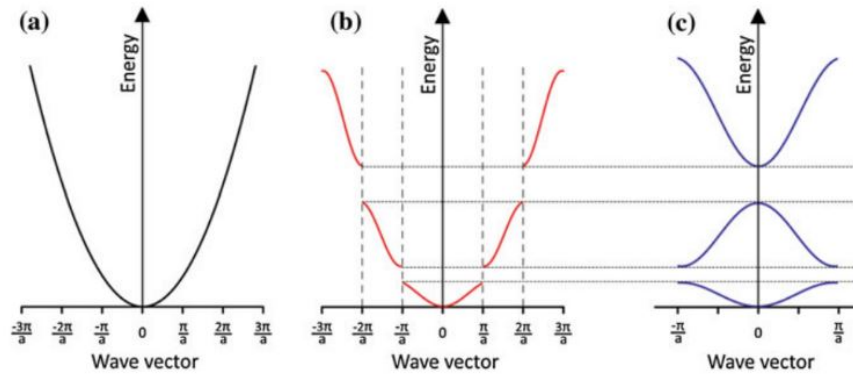 (a)
Energy
-3π/a -2π/a -π/a 0 π/a 2π/a 3π/a
Wave vector
(b)
Energy
-3π/a -2π/a -π/a 0 π/a 2π/a 3π/a
Wave vector
(c)
Energy
-π/a 0 π/a
Wave vector